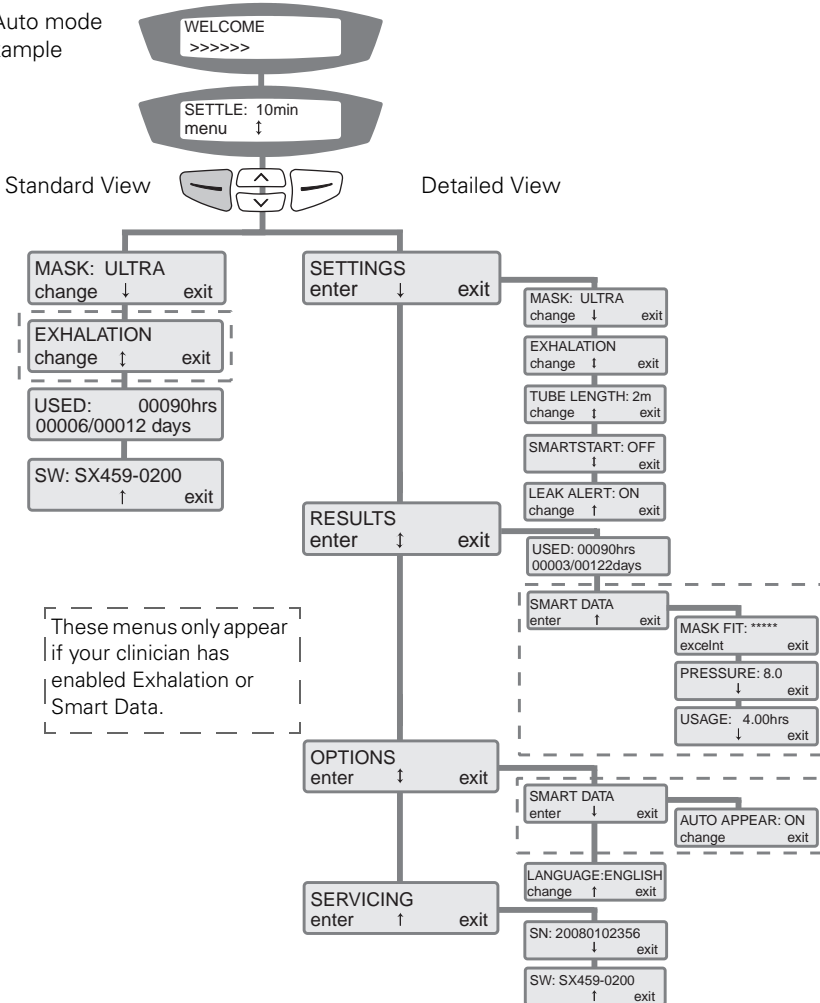 Auto mode
ample
WELCOME
>>>>>>
SETTLE: 10min
menu ↕
Standard View
Detailed View
MASK: ULTRA
change ↓ exit
EXHALATION
change ↕ exit
USED: 00090hrs
00006/00012 days
SW: SX459-0200
↑ exit
SETTINGS
enter ↓ exit
MASK: ULTRA
change ↓ exit
EXHALATION
change ↕ exit
TUBE LENGTH: 2m
change ↕ exit
SMARTSTART: OFF
↕ exit
LEAK ALERT: ON
change ↑ exit
RESULTS
enter ↕ exit
USED: 00090hrs
00003/00122days
SMART DATA
enter ↑ exit
MASK FIT: *****
excelnt exit
PRESSURE: 8.0
↓ exit
USAGE: 4.00hrs
↓ exit
These menus only appear
if your clinician has
enabled Exhalation or
Smart Data.
OPTIONS
enter ↕ exit
SMART DATA
enter ↓ exit
AUTO APPEAR: ON
change exit
LANGUAGE:ENGLISH
change ↑ exit
SERVICING
enter ↑ exit
SN: 20080102356
↓ exit
SW: SX459-0200
↑ exit